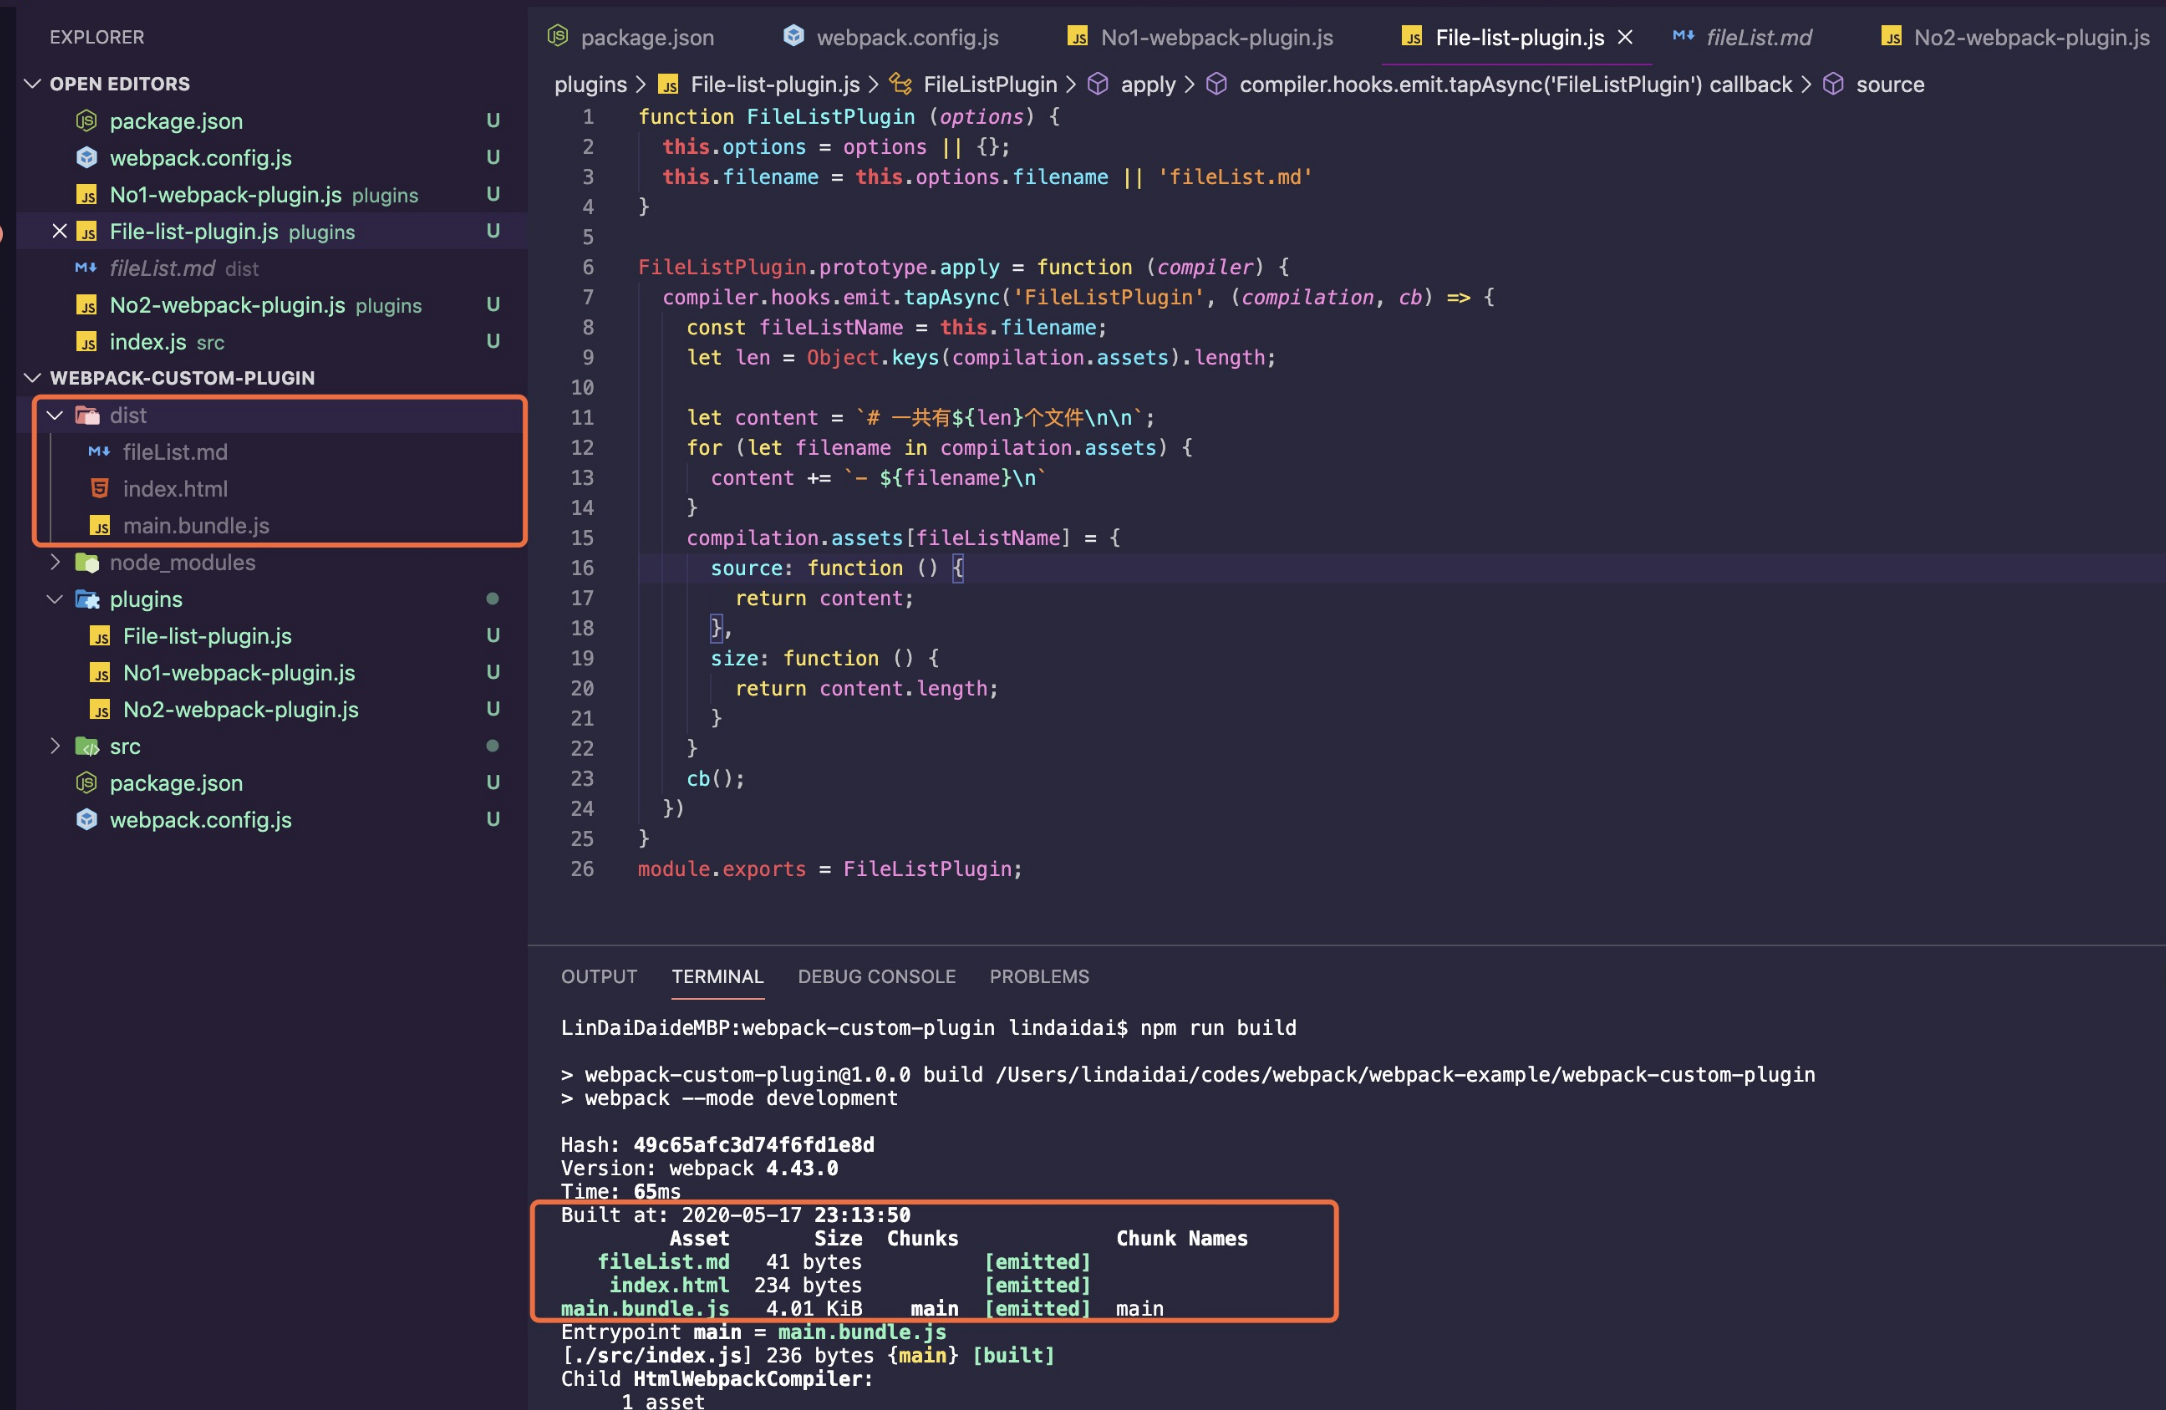 EXPLORER
OPEN EDITORS
package.json U
webpack.config.js U
No1-webpack-plugin.js plugins U
File-list-plugin.js plugins U
fileList.md dist
No2-webpack-plugin.js plugins U
index.js src U
WEBPACK-CUSTOM-PLUGIN
dist
fileList.md
index.html
main.bundle.js
node_modules
plugins
File-list-plugin.js U
No1-webpack-plugin.js U
No2-webpack-plugin.js U
src
package.json U
webpack.config.js U
package.json webpack.config.js No1-webpack-plugin.js File-list-plugin.js fileList.md No2-webpack-plugin.js
plugins > File-list-plugin.js > FileListPlugin > apply > compiler.hooks.emit.tapAsync('FileListPlugin') callback > source
1 function FileListPlugin (options) {
2 this.options = options || {};
3 this.filename = this.options.filename || 'fileList.md'
4 }
5
6 FileListPlugin.prototype.apply = function (compiler) {
7 compiler.hooks.emit.tapAsync('FileListPlugin', (compilation, cb) => {
8 const fileListName = this.filename;
9 let len = Object.keys(compilation.assets).length;
10
11 let content = `# 一共有${len}个文件\n\n`;
12 for (let filename in compilation.assets) {
13 content += `- ${filename}\n`
14 }
15 compilation.assets[fileListName] = {
16 source: function () {
17 return content;
18 },
19 size: function () {
20 return content.length;
21 }
22 }
23 cb();
24 })
25 }
26 module.exports = FileListPlugin;
OUTPUT TERMINAL DEBUG CONSOLE PROBLEMS
LinDaiDaideMBP:webpack-custom-plugin lindaidai$ npm run build
> webpack-custom-plugin@1.0.0 build /Users/lindaidai/codes/webpack/webpack-example/webpack-custom-plugin
> webpack --mode development
Hash: 49c65afc3d74f6fd1e8d
Version: webpack 4.43.0
Time: 65ms
Built at: 2020-05-17 23:13:50
Asset Size Chunks Chunk Names
fileList.md 41 bytes [emitted]
index.html 234 bytes [emitted]
main.bundle.js 4.01 KiB main [emitted] main
Entrypoint main = main.bundle.js
[./src/index.js] 236 bytes {main} [built]
Child HtmlWebpackCompiler:
1 asset